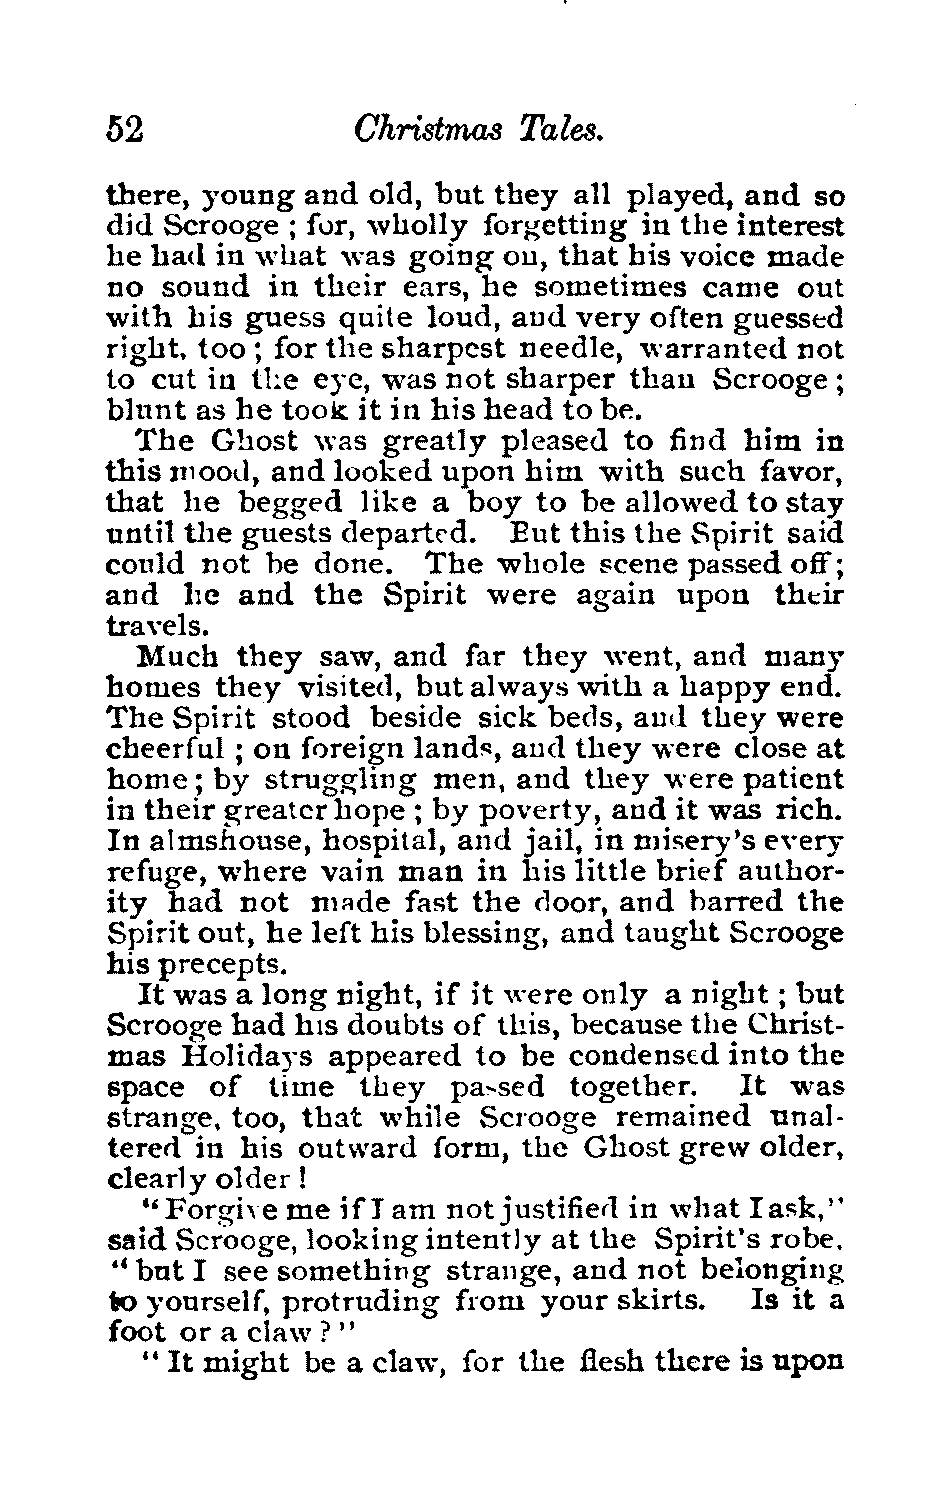 52 Christmas Tales.
there, young and old, but they all played, and so
did Scrooge ; for, wholly forgetting in the interest
he had in what was going on, that his voice made
no sound in their ears, he sometimes came out
with his guess quite loud, and very often guessed
right, too ; for the sharpest needle, warranted not
to cut in the eye, was not sharper than Scrooge ;
blunt as he took it in his head to be.
The Ghost was greatly pleased to find him in
this mood, and looked upon him with such favor,
that he begged like a boy to be allowed to stay
until the guests departed. But this the Spirit said
could not be done. The whole scene passed off ;
and he and the Spirit were again upon their
travels.
Much they saw, and far they went, and many
homes they visited, but always with a happy end.
The Spirit stood beside sick beds, and they were
cheerful ; on foreign lands, and they were close at
home ; by struggling men, and they were patient
in their greater hope ; by poverty, and it was rich.
In almshouse, hospital, and jail, in misery's every
refuge, where vain man in his little brief author-
ity had not made fast the door, and barred the
Spirit out, he left his blessing, and taught Scrooge
his precepts.
It was a long night, if it were only a night ; but
Scrooge had his doubts of this, because the Christ-
mas Holidays appeared to be condensed into the
space of time they passed together. It was
strange, too, that while Scrooge remained unal-
tered in his outward form, the Ghost grew older,
clearly older !
"Forgive me if I am not justified in what I ask,"
said Scrooge, looking intently at the Spirit's robe,
"but I see something strange, and not belonging
to yourself, protruding from your skirts. Is it a
foot or a claw ?"
"It might be a claw, for the flesh there is upon